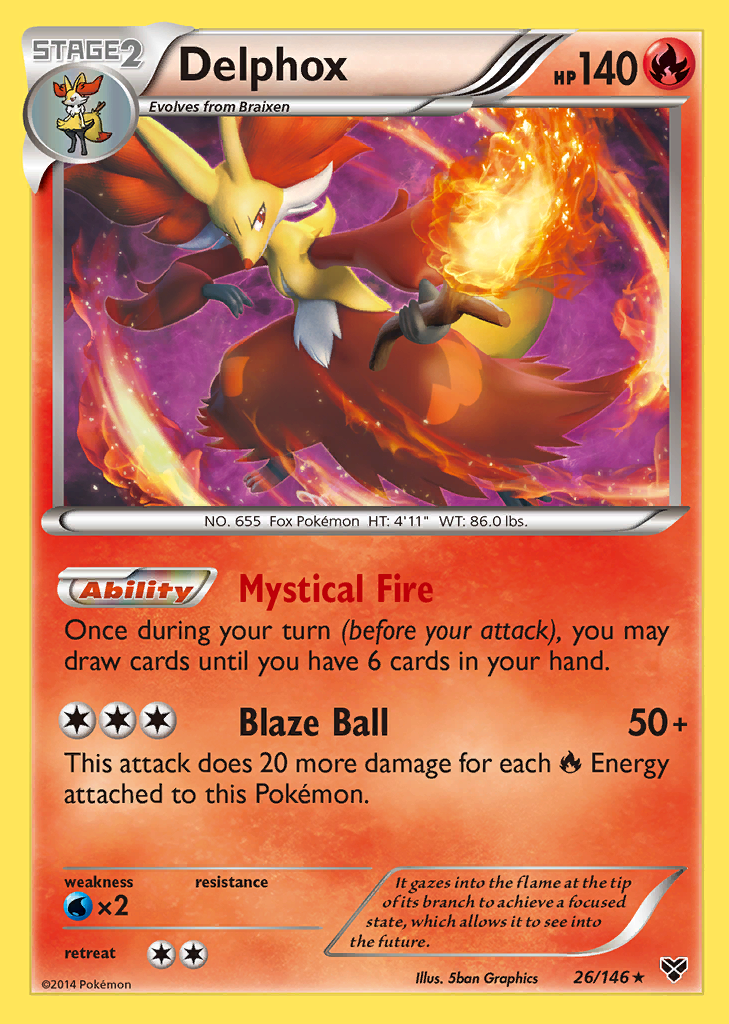 STAGE2
Delphox
HP140
Evolves from Braixen
NO. 655 Fox Pokémon HT: 4'11" WT: 86.0 lbs.
Ability Mystical Fire
Once during your turn (before your attack), you may
draw cards until you have 6 cards in your hand.
Blaze Ball 50+
This attack does 20 more damage for each Energy
attached to this Pokémon.
weakness resistance
×2
retreat
It gazes into the flame at the tip
of its branch to achieve a focused
state, which allows it to see into
the future.
©2014 Pokémon
Illus. 5ban Graphics 26/146 ★